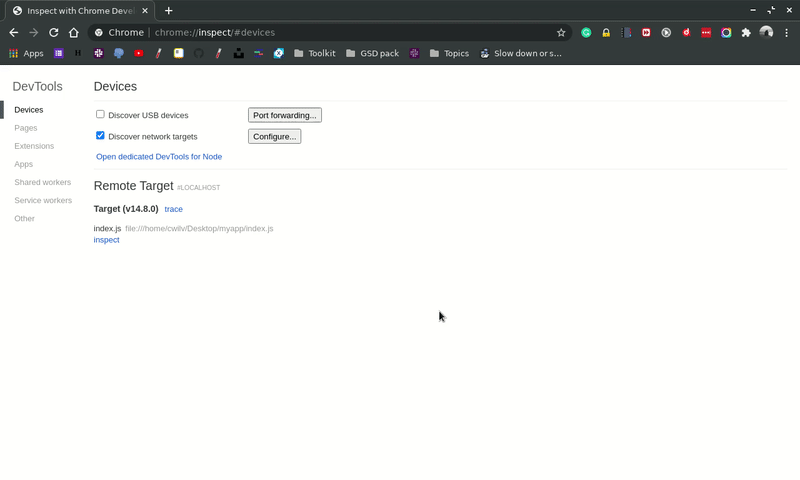 Inspect with Chrome Devel
Chrome | chrome://inspect/#devices
Apps
Toolkit
GSD pack
Topics
Slow down or s...
DevTools
Devices
Pages
Extensions
Apps
Shared workers
Service workers
Other
Devices
Discover USB devices Port forwarding...
Discover network targets Configure...
Open dedicated DevTools for Node
Remote Target #LOCALHOST
Target (v14.8.0) trace
index.js file:///home/cwilv/Desktop/myapp/index.js
inspect